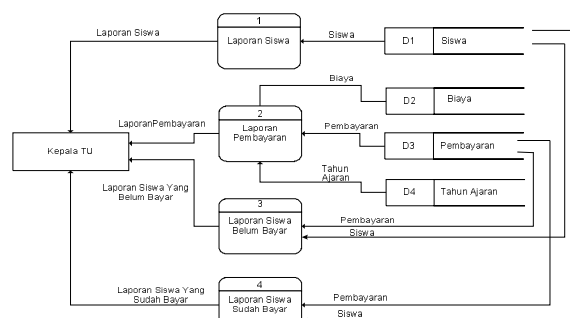 1
Laporan Siswa
Laporan Siswa
Siswa
D1
Siswa
Biaya
D2
Biaya
2
Laporan
Pembayaran
LaporanPembayaran
Pembayaran
D3
Pembayaran
Kepala TU
Tahun
Ajaran
D4
Tahun Ajaran
Laporan Siswa Yang
Belum Bayar
3
Laporan Siswa
Belum Bayar
Pembayaran
Siswa
4
Laporan Siswa Yang
Sudah Bayar
Laporan Siswa
Sudah Bayar
Pembayaran
Siswa